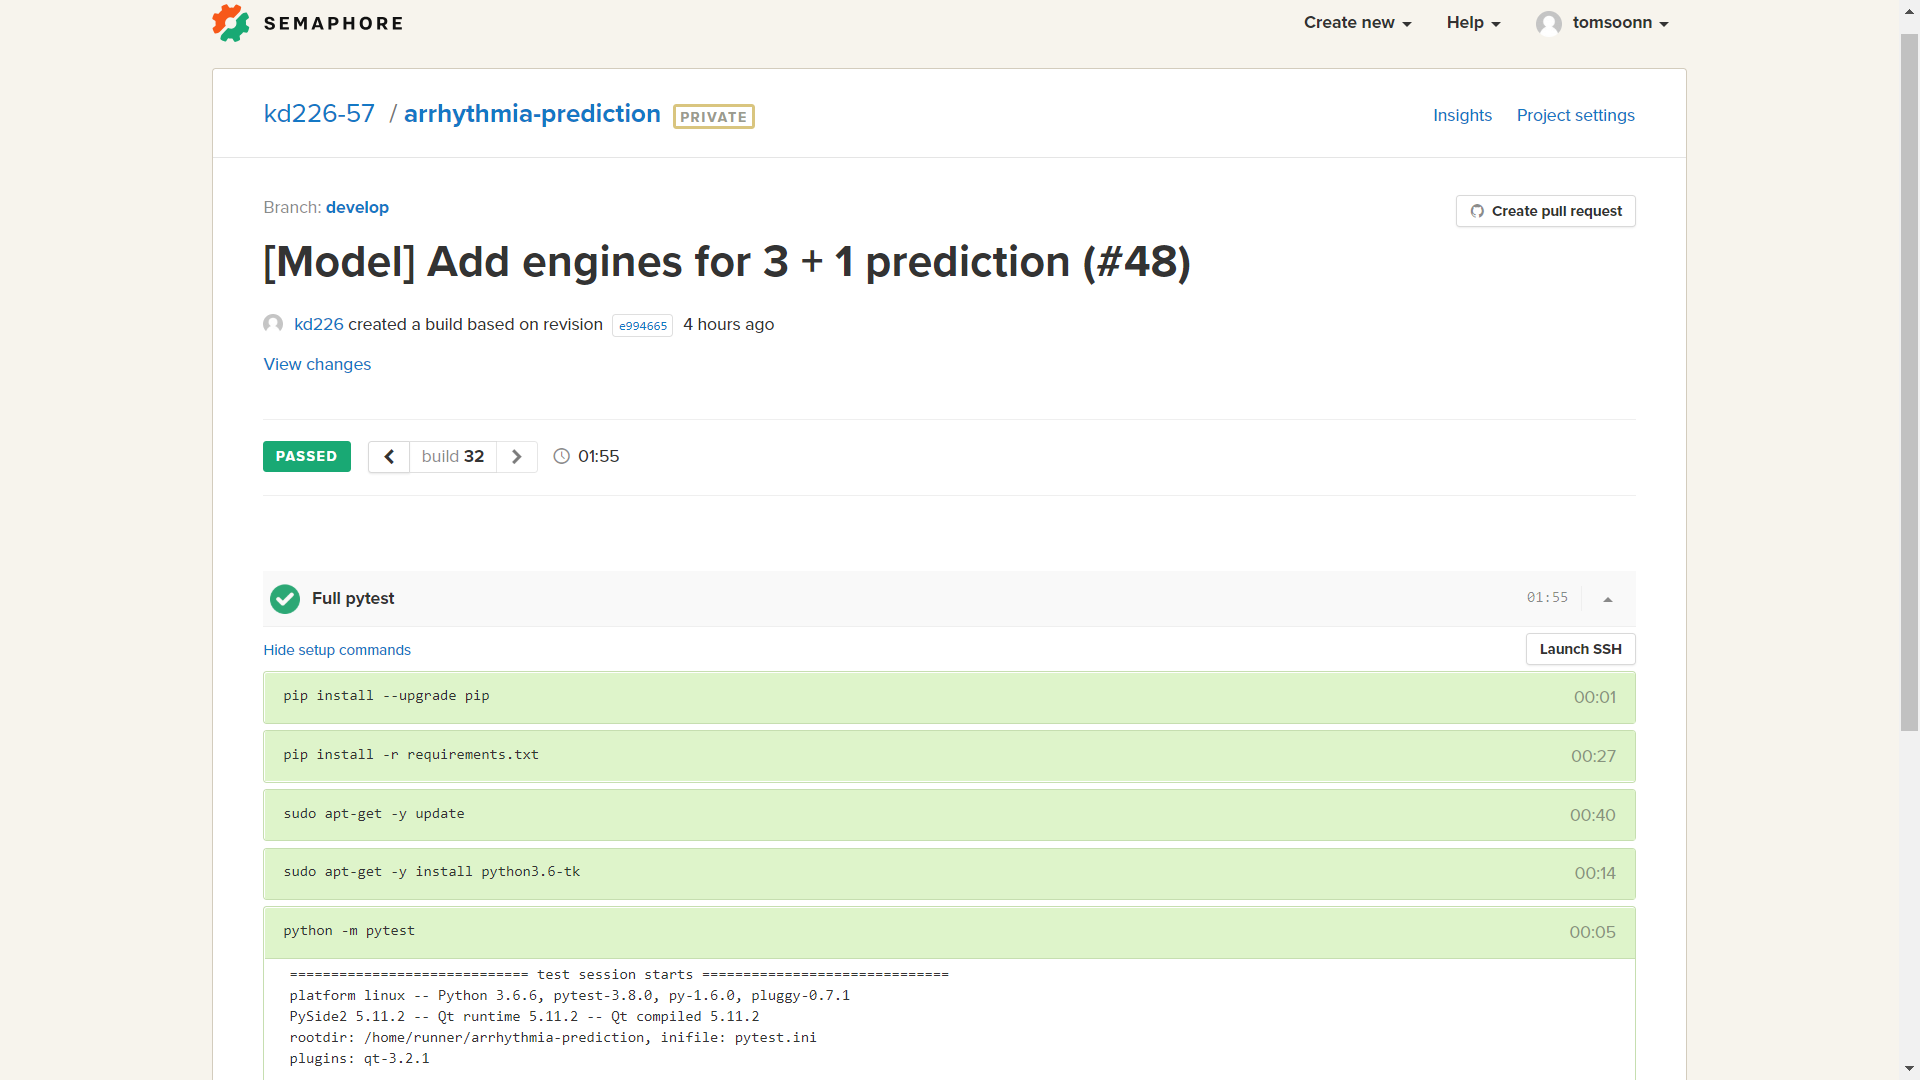 SEMAPHORE
Create new
Help
tomsoonn
kd226-57 / arrhythmia-prediction PRIVATE
Insights
Project settings
Branch: develop
Create pull request
[Model] Add engines for 3 + 1 prediction (#48)
kd226 created a build based on revision e994665 4 hours ago
View changes
PASSED
build 32
01:55
Full pytest
01:55
Hide setup commands
Launch SSH
pip install --upgrade pip 00:01
pip install -r requirements.txt 00:27
sudo apt-get -y update 00:40
sudo apt-get -y install python3.6-tk 00:14
python -m pytest 00:05
============================= test session starts ==============================
platform linux -- Python 3.6.6, pytest-3.8.0, py-1.6.0, pluggy-0.7.1
PySide2 5.11.2 -- Qt runtime 5.11.2 -- Qt compiled 5.11.2
rootdir: /home/runner/arrhythmia-prediction, inifile: pytest.ini
plugins: qt-3.2.1